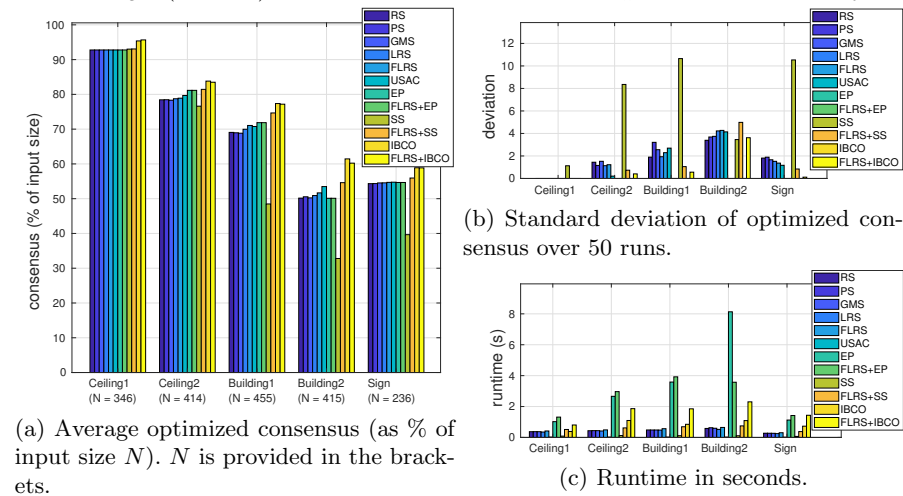 100
90
80
70
60
50
40
30
20
10
0
consensus (% of input size)
Ceiling1 Ceiling2 Building1 Building2 Sign
(N = 346) (N = 414) (N = 455) (N = 415) (N = 236)
RS
PS
GMS
LRS
FLRS
USAC
EP
FLRS+EP
SS
FLRS+SS
IBCO
FLRS+IBCO
(a) Average optimized consensus (as % of
input size N). N is provided in the brack-
ets.
12
10
8
6
4
2
0
deviation
Ceiling1 Ceiling2 Building1 Building2 Sign
RS
PS
GMS
LRS
FLRS
USAC
EP
FLRS+EP
SS
FLRS+SS
IBCO
FLRS+IBCO
(b) Standard deviation of optimized con-
sensus over 50 runs.
8
6
4
2
0
runtime (s)
Ceiling1 Ceiling2 Building1 Building2 Sign
RS
PS
GMS
LRS
FLRS
USAC
EP
FLRS+EP
SS
FLRS+SS
IBCO
FLRS+IBCO
(c) Runtime in seconds.